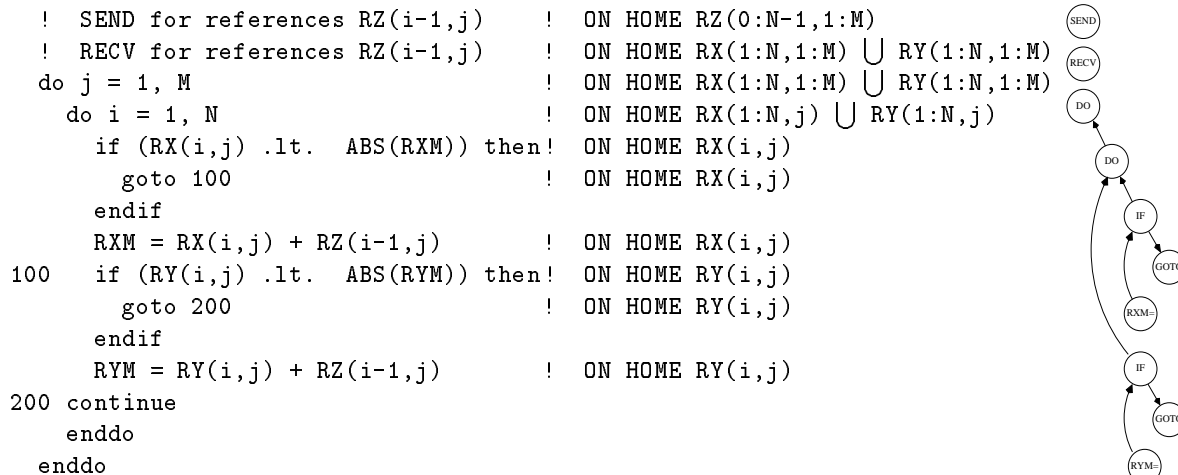 ! SEND for references RZ(i-1,j) ! ON HOME RZ(0:N-1,1:M)
! RECV for references RZ(i-1,j) ! ON HOME RX(1:N,1:M) ⋃ RY(1:N,1:M)
do j = 1, M ! ON HOME RX(1:N,1:M) ⋃ RY(1:N,1:M)
do i = 1, N ! ON HOME RX(1:N,j) ⋃ RY(1:N,j)
if (RX(i,j) .lt. ABS(RXM)) then! ON HOME RX(i,j)
goto 100 ! ON HOME RX(i,j)
endif
RXM = RX(i,j) + RZ(i-1,j) ! ON HOME RX(i,j)
100 if (RY(i,j) .lt. ABS(RYM)) then! ON HOME RY(i,j)
goto 200 ! ON HOME RY(i,j)
endif
RYM = RY(i,j) + RZ(i-1,j) ! ON HOME RY(i,j)
200 continue
enddo
enddo
SEND
RECV
DO
DO
IF
GOTO
RXM=
IF
GOTO
RYM=